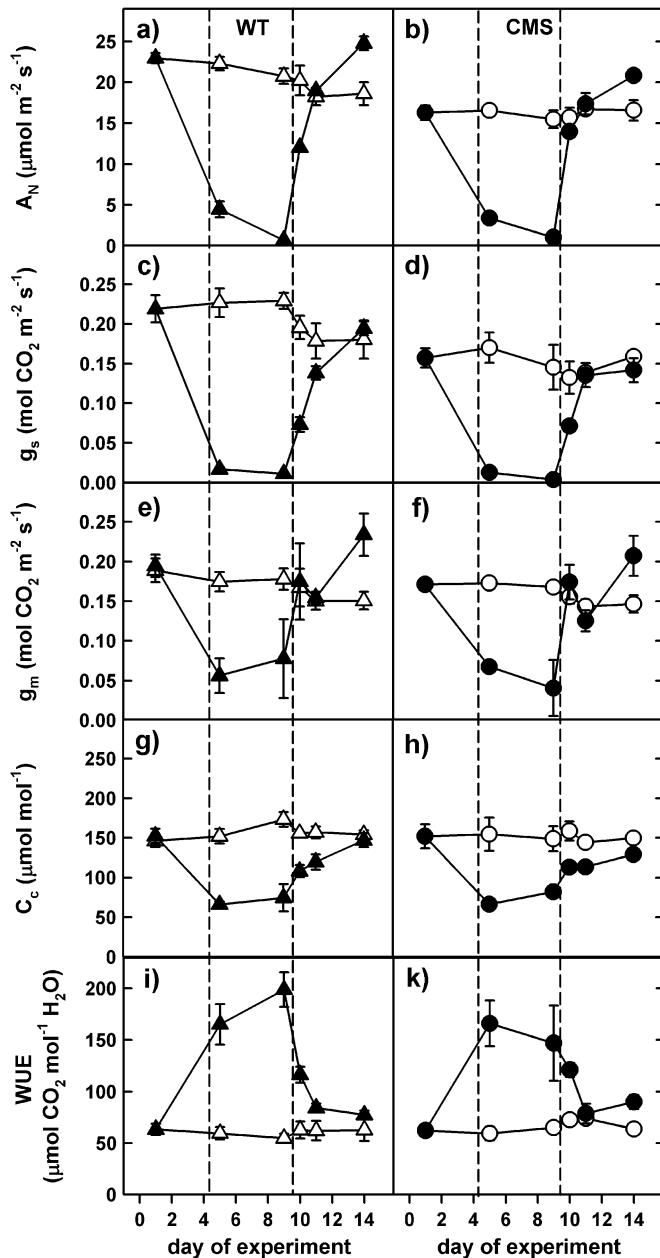 WT CMS
a) b)
25
20
15
10
5
0
A_N (μmol m⁻² s⁻¹)
c) d)
0.25
0.20
0.15
0.10
0.05
0.00
g_s (mol CO₂ m⁻² s⁻¹)
e) f)
0.25
0.20
0.15
0.10
0.05
0.00
g_m (mol CO₂ m⁻² s⁻¹)
g) h)
250
200
150
100
50
0
C_c (μmol mol⁻¹)
i) k)
200
150
100
50
0
WUE
(μmol CO₂ mol⁻¹ H₂O)
0 2 4 6 8 10 12 14 0 2 4 6 8 10 12 14
day of experiment day of experiment